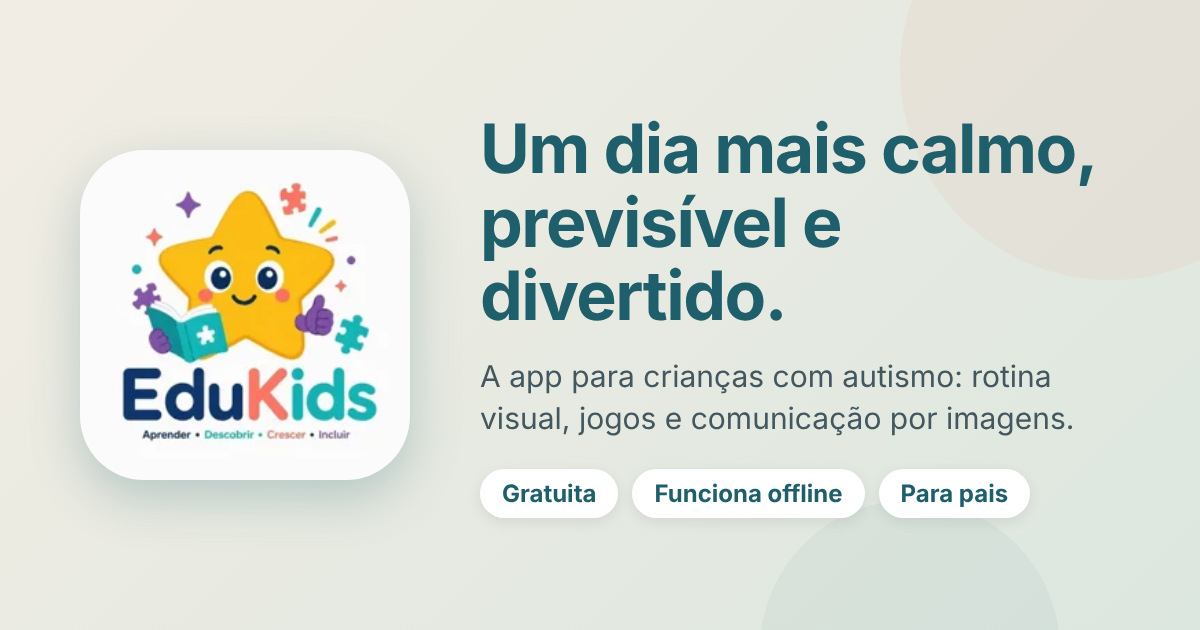 EduKids
Aprender • Descobrir • Crescer • Incluir
Um dia mais calmo,
previsível e
divertido.
A app para crianças com autismo: rotina
visual, jogos e comunicação por imagens.
Gratuita
Funciona offline
Para pais